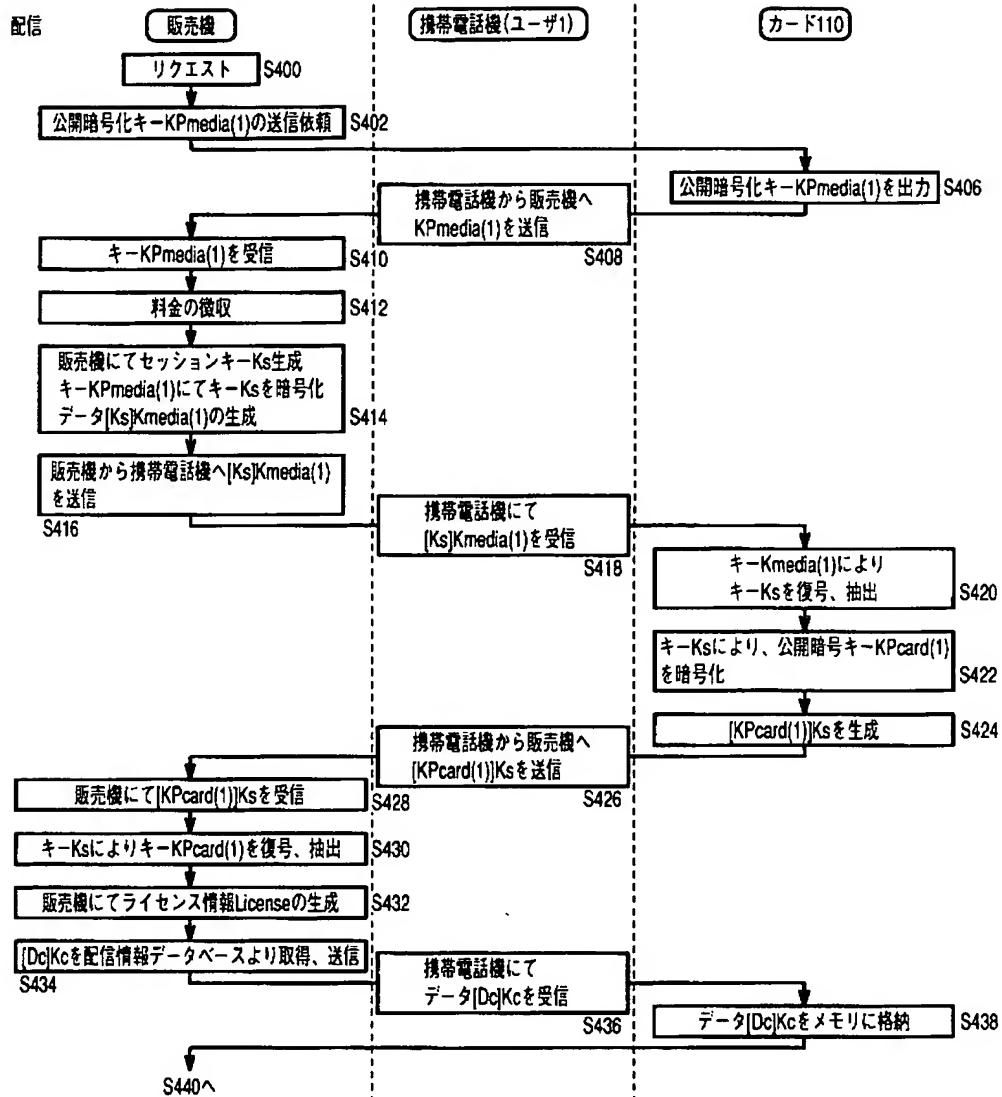 配信
販売機
携帯電話機(ユーザ1)
カード110
リクエスト
S400
公開暗号化キーKPmedia(1)の送信依頼
S402
公開暗号化キーKPmedia(1)を出力
S406
携帯電話機から販売機へ
KPmedia(1)を送信
S408
キーKPmedia(1)を受信
S410
料金の徴収
S412
販売機にてセッションキーKs生成
キーKPmedia(1)にてキーKsを暗号化
データ[Ks]Kmedia(1)の生成
S414
販売機から携帯電話機へ[Ks]Kmedia(1)
を送信
S416
携帯電話機にて
[Ks]Kmedia(1)を受信
S418
キーKmedia(1)により
キーKsを復号、抽出
S420
キーKsにより、公開暗号キーKPcard(1)
を暗号化
S422
[KPcard(1)]Ksを生成
S424
携帯電話機から販売機へ
[KPcard(1)]Ksを送信
S426
販売機にて[KPcard(1)]Ksを受信
S428
キーKsによりキーKPcard(1)を復号、抽出
S430
販売機にてライセンス情報Licenseの生成
S432
[Dc]Kcを配信情報データベースより取得、送信
S434
携帯電話機にて
データ[Dc]Kcを受信
S436
データ[Dc]Kcをメモリに格納
S438
S440へ